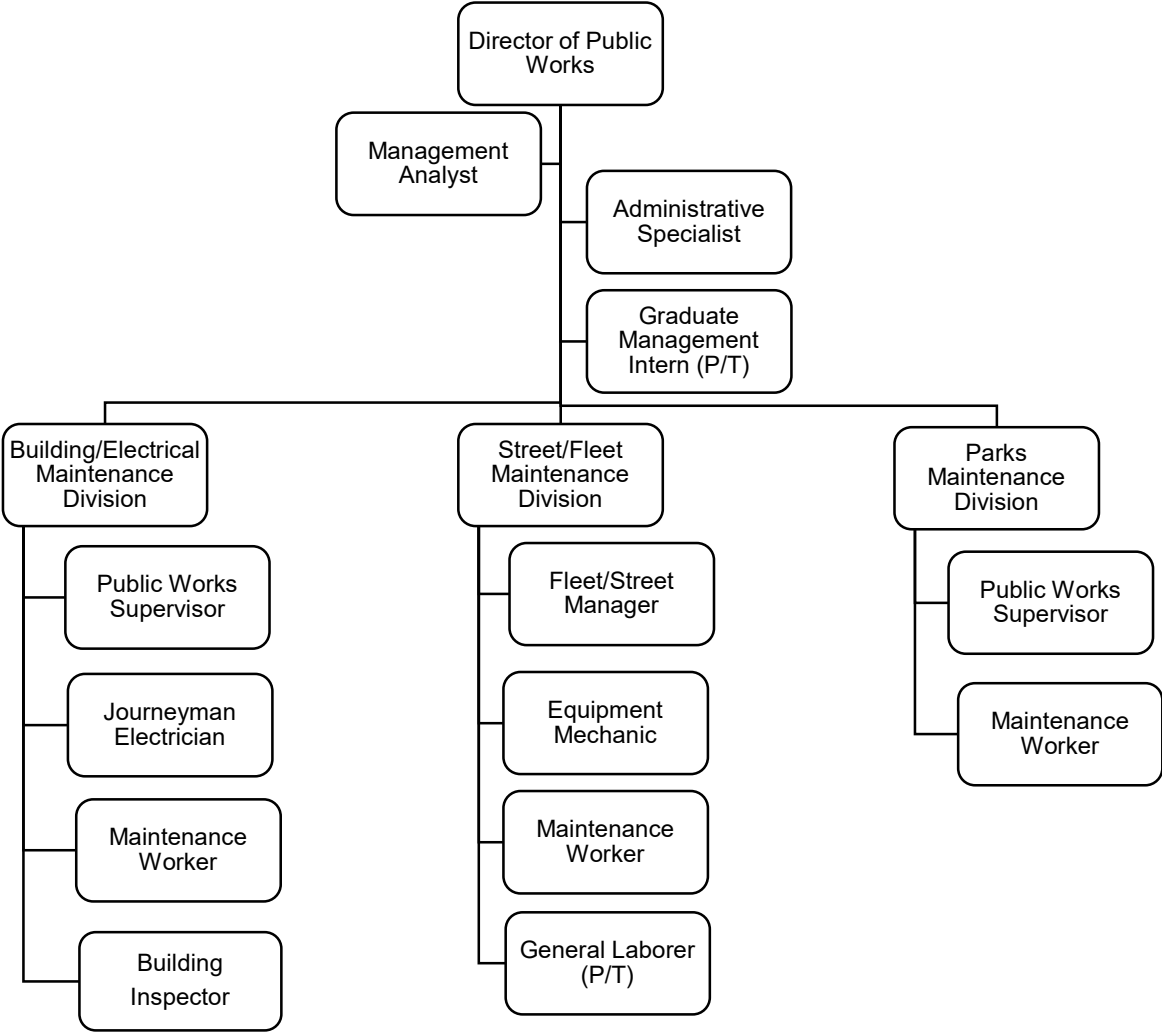 Director of Public
Works
Management
Analyst
Administrative
Specialist
Graduate
Management
Intern (P/T)
Building/Electrical
Maintenance
Division
Public Works
Supervisor
Journeyman
Electrician
Maintenance
Worker
Building
Inspector
Street/Fleet
Maintenance
Division
Fleet/Street
Manager
Equipment
Mechanic
Maintenance
Worker
General Laborer
(P/T)
Parks
Maintenance
Division
Public Works
Supervisor
Maintenance
Worker